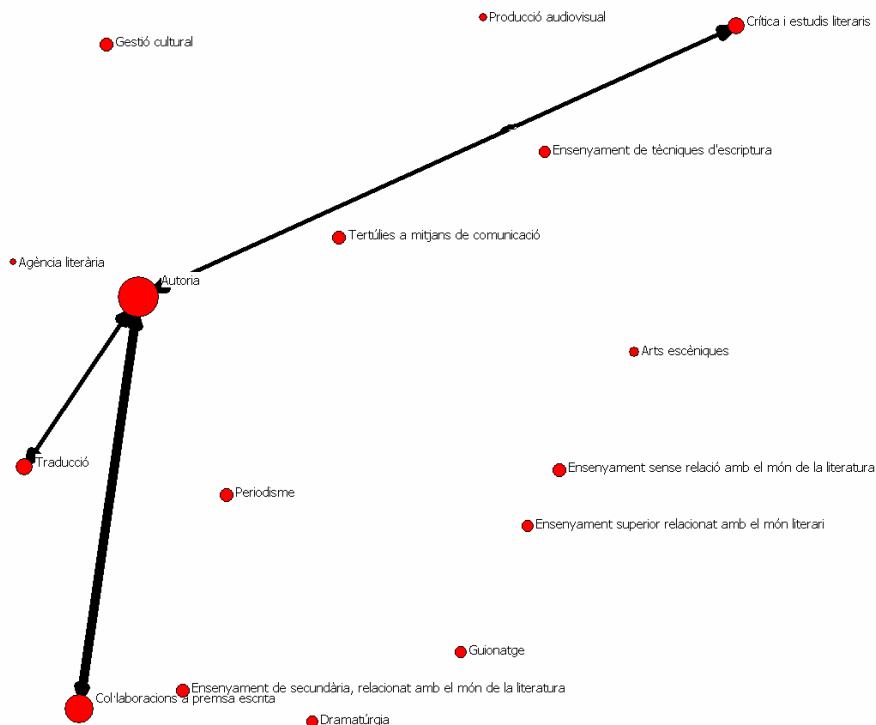 Producció audiovisual
Crítica i estudis literaris
Gestió cultural
Ensenyament de tècniques d'escriptura
Tertúlies a mitjans de comunicació
Agència literària
Autoria
Arts escèniques
Traducció
Ensenyament sense relació amb el món de la literatura
Periodisme
Ensenyament superior relacionat amb el món literari
Guionatge
Ensenyament de secundària, relacionat amb el món de la literatura
Col·laboracions a premsa escrita
Dramatúrgia